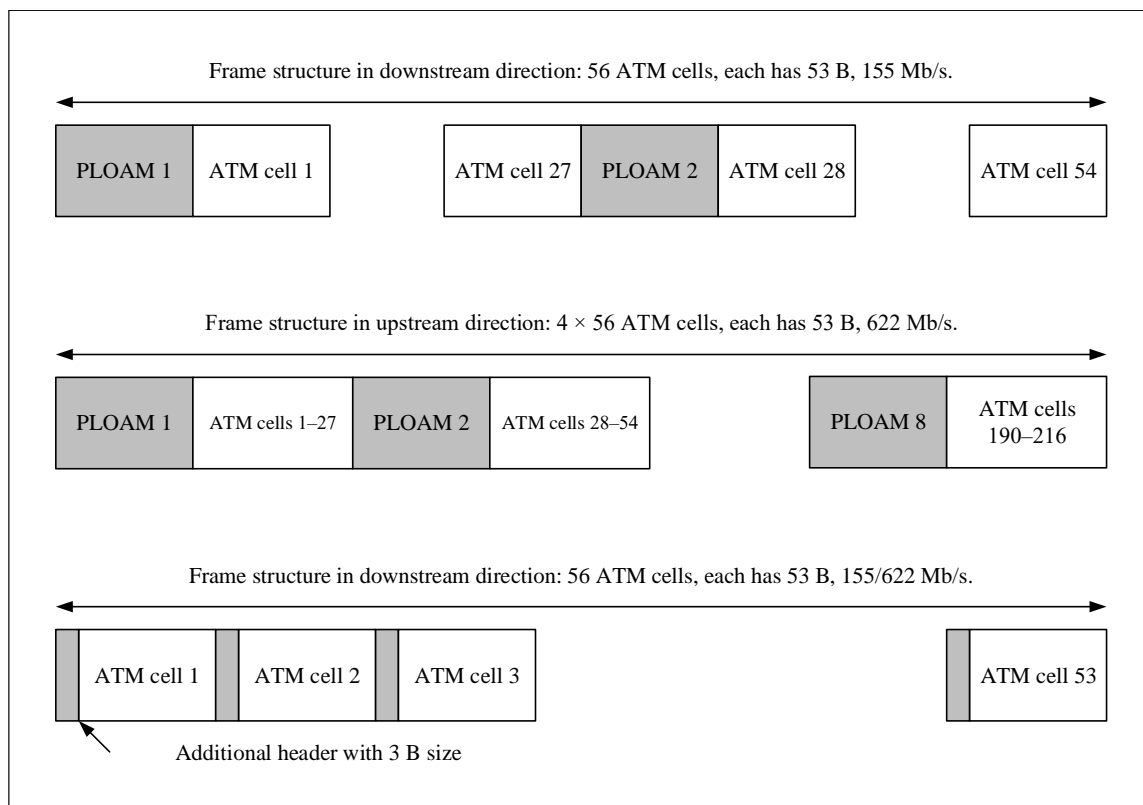 Frame structure in downstream direction: 56 ATM cells, each has 53 B, 155 Mb/s.
PLOAM 1
ATM cell 1
ATM cell 27
PLOAM 2
ATM cell 28
ATM cell 54
Frame structure in upstream direction: 4 × 56 ATM cells, each has 53 B, 622 Mb/s.
PLOAM 1
ATM cells 1–27
PLOAM 2
ATM cells 28–54
PLOAM 8
ATM cells
190–216
Frame structure in downstream direction: 56 ATM cells, each has 53 B, 155/622 Mb/s.
ATM cell 1
ATM cell 2
ATM cell 3
ATM cell 53
Additional header with 3 B size